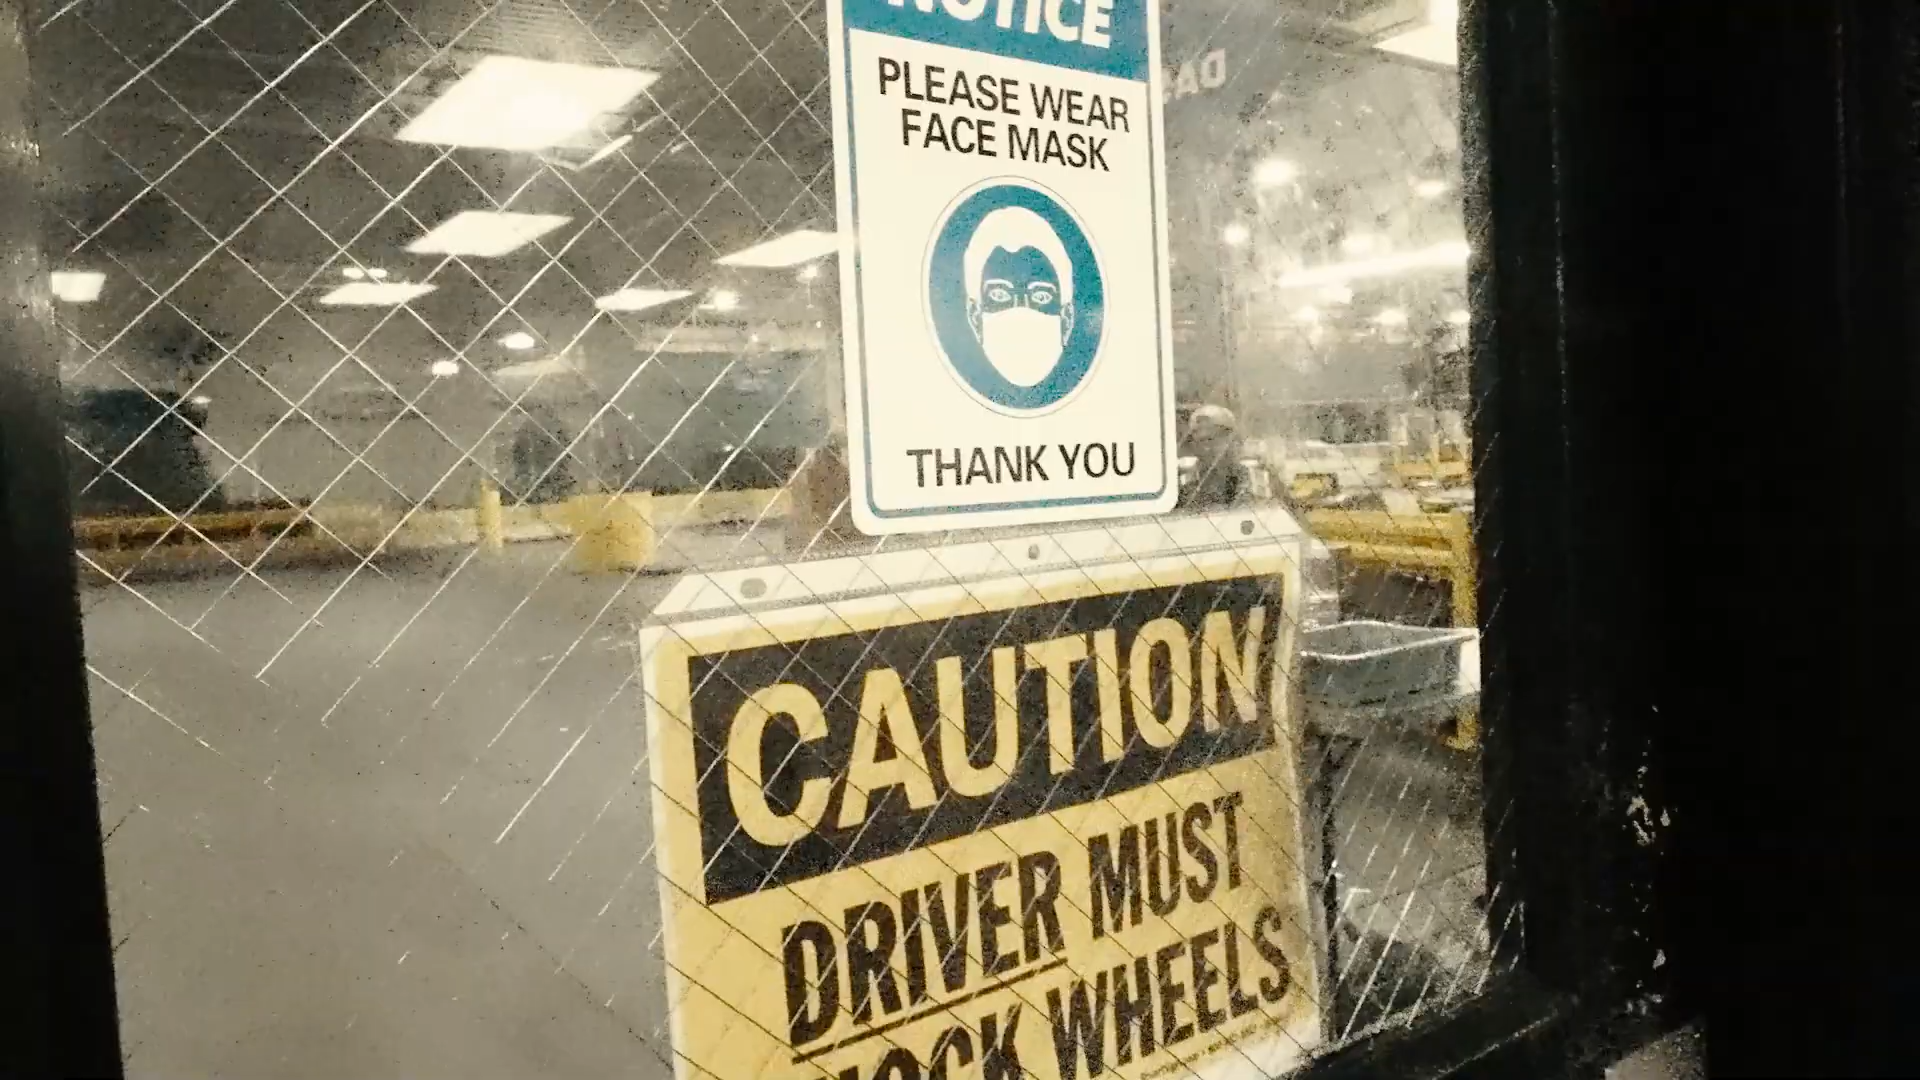 NOTICE
PLEASE WEAR
FACE MASK
THANK YOU
CAUTION
DRIVER MUST
WHEELS